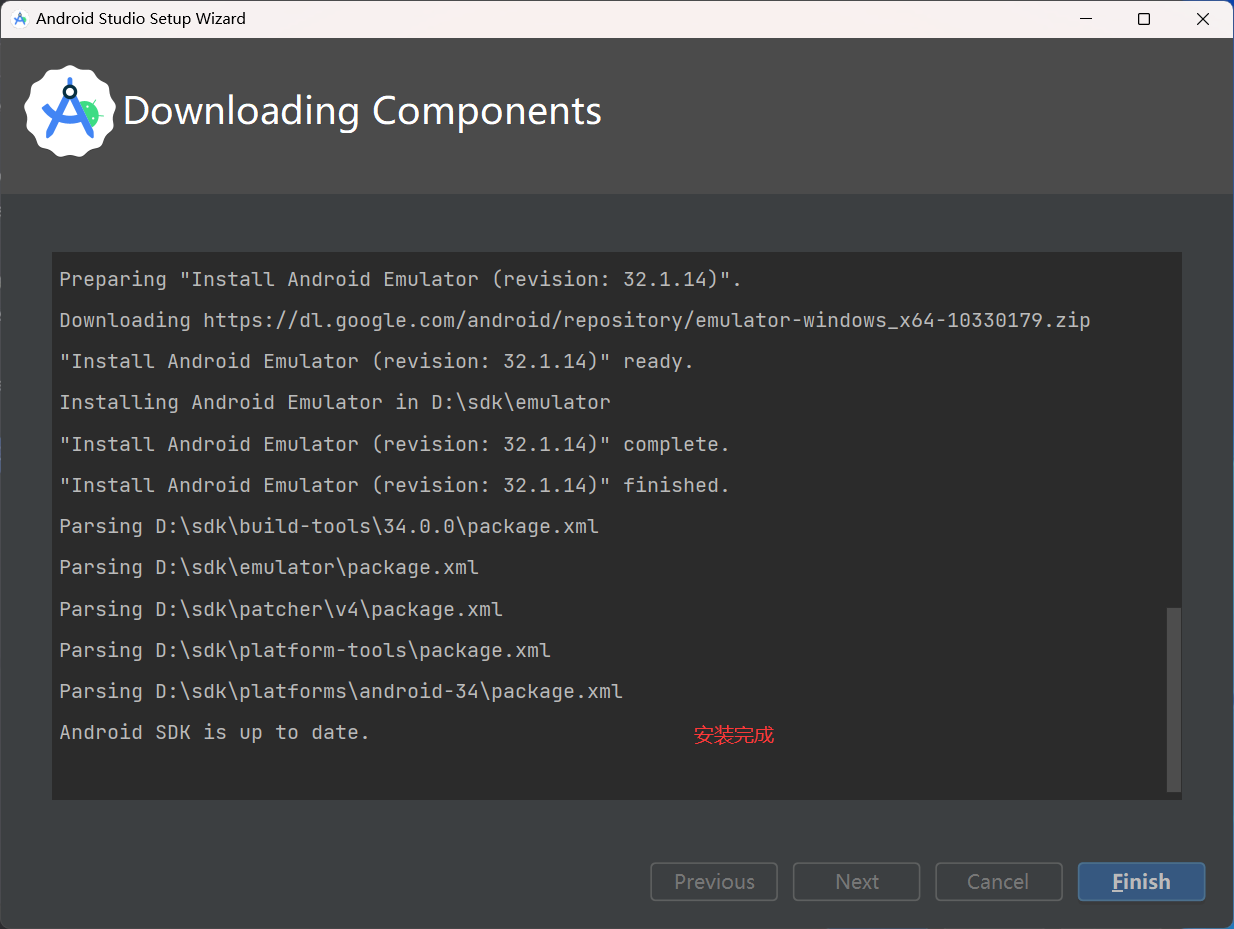 Android Studio Setup Wizard
Downloading Components
Preparing "Install Android Emulator (revision: 32.1.14)".
Downloading https://dl.google.com/android/repository/emulator-windows_x64-10330179.zip
"Install Android Emulator (revision: 32.1.14)" ready.
Installing Android Emulator in D:\sdk\emulator
"Install Android Emulator (revision: 32.1.14)" complete.
"Install Android Emulator (revision: 32.1.14)" finished.
Parsing D:\sdk\build-tools\34.0.0\package.xml
Parsing D:\sdk\emulator\package.xml
Parsing D:\sdk\patcher\v4\package.xml
Parsing D:\sdk\platform-tools\package.xml
Parsing D:\sdk\platforms\android-34\package.xml
Android SDK is up to date. 安装完成
Previous Next Cancel Finish